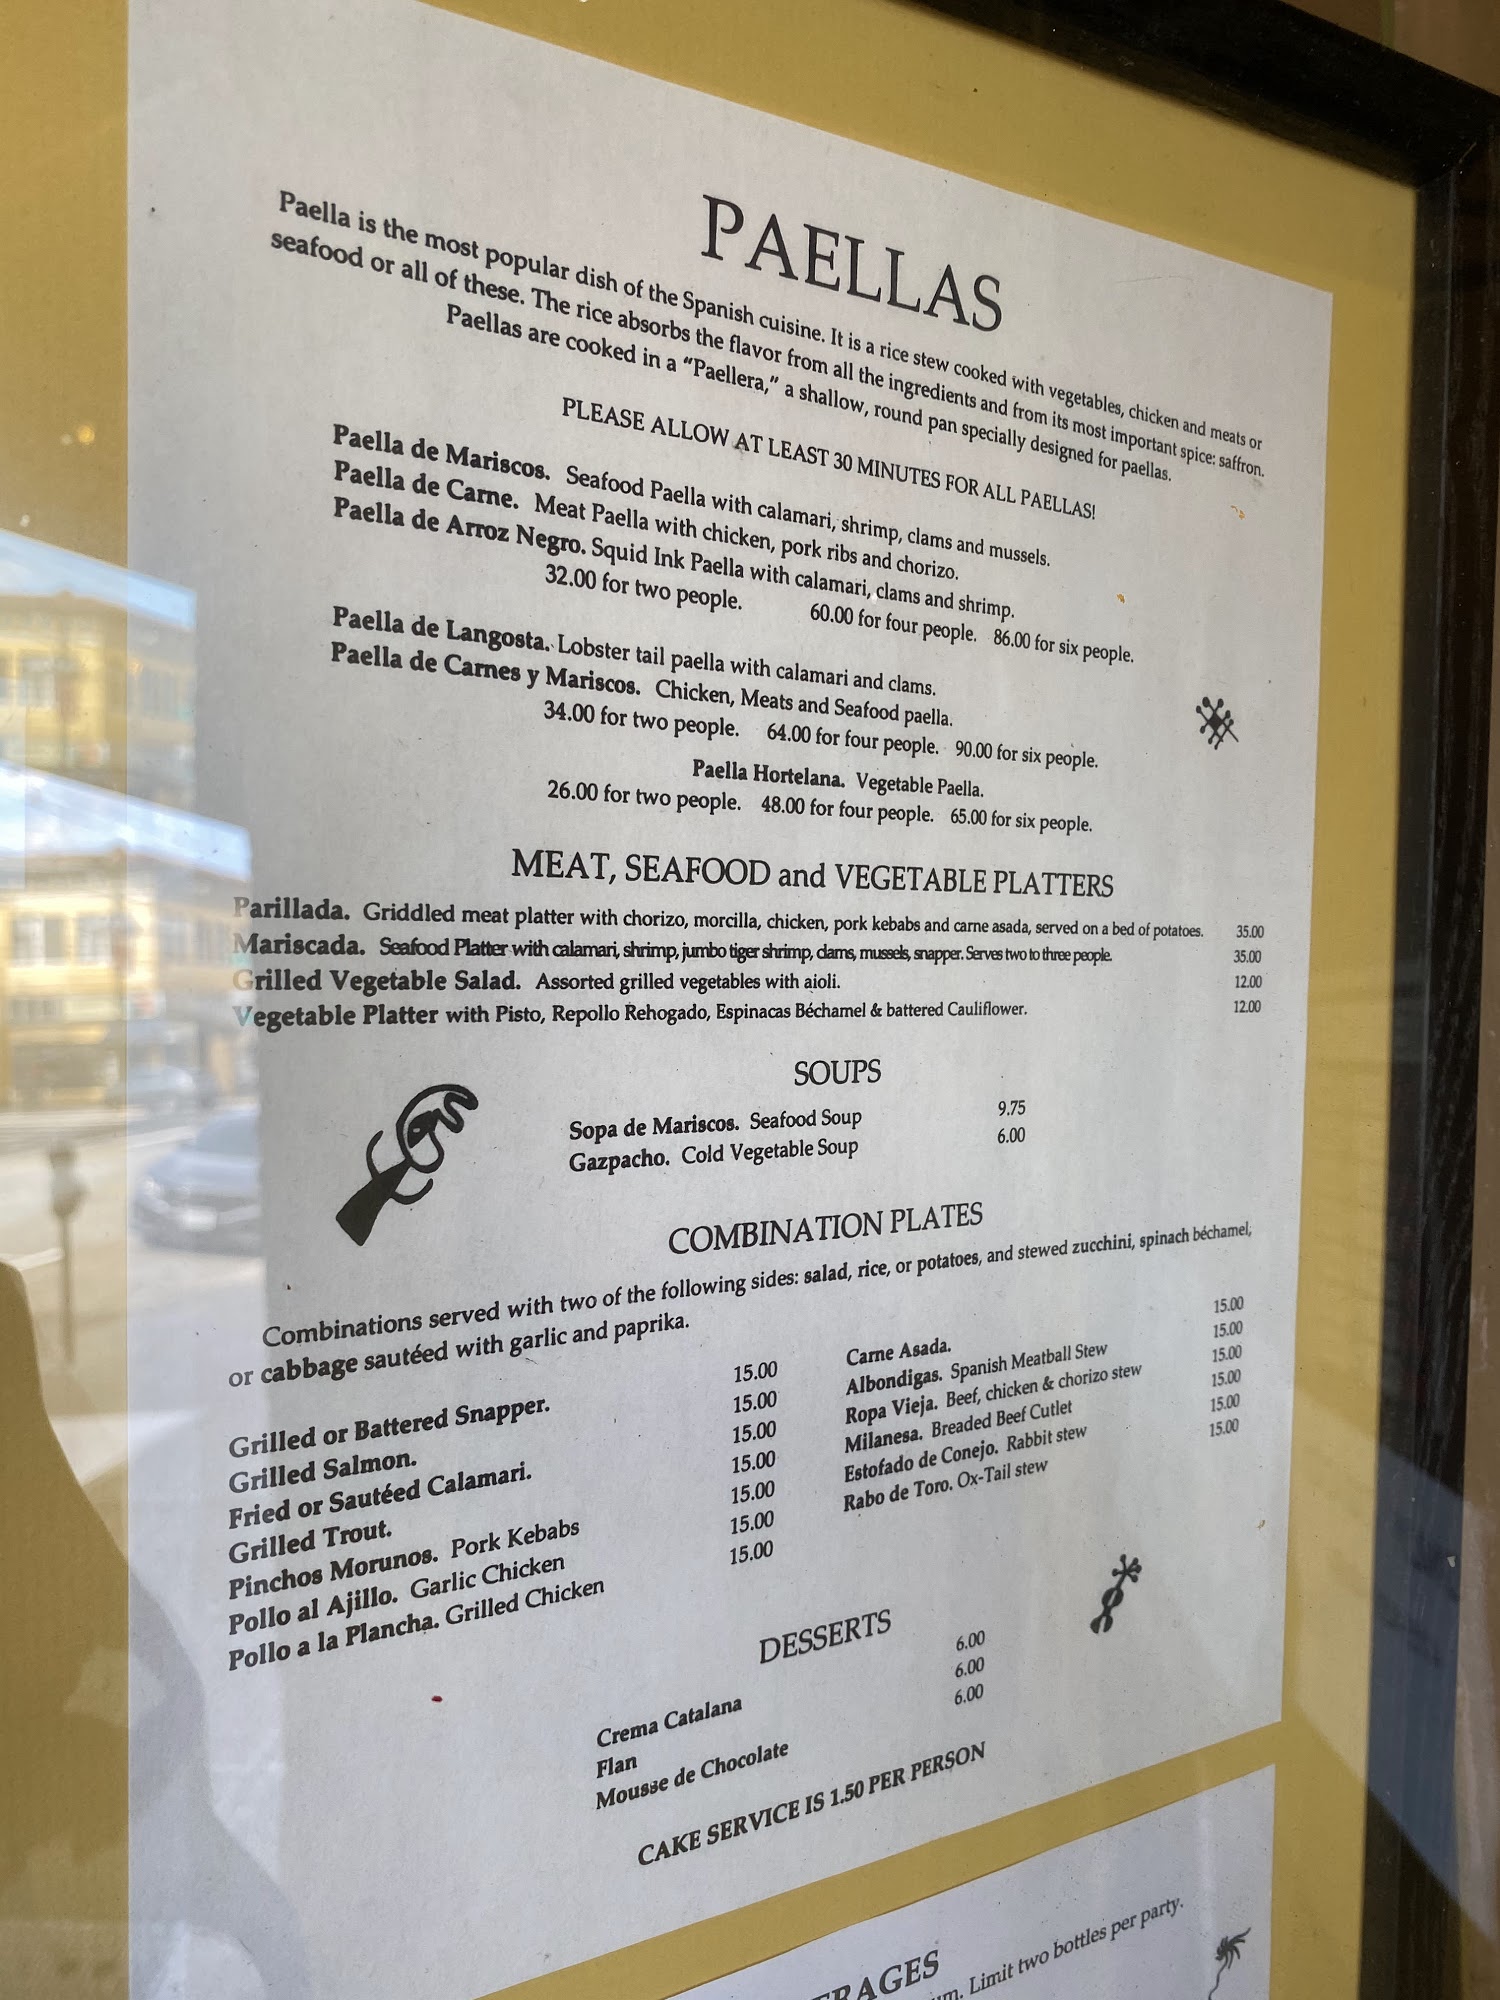 PAELLAS
Paella is the most popular dish of the Spanish cuisine. It is a rice stew cooked with vegetables, chicken and meats or
seafood or all of these. The rice absorbs the flavor from all the ingredients and from its most important spice: saffron.
Paellas are cooked in a "Paellera," a shallow, round pan specially designed for paellas.
PLEASE ALLOW AT LEAST 30 MINUTES FOR ALL PAELLAS!
Paella de Mariscos. Seafood Paella with calamari, shrimp, clams and mussels.
Paella de Carne. Meat Paella with chicken, pork ribs and chorizo.
Paella de Arroz Negro. Squid Ink Paella with calamari, clams and shrimp.
32.00 for two people. 60.00 for four people. 86.00 for six people.
Paella de Langosta. Lobster tail paella with calamari and clams.
Paella de Carnes y Mariscos. Chicken, Meats and Seafood paella.
34.00 for two people. 64.00 for four people. 90.00 for six people.
Paella Hortelana. Vegetable Paella.
26.00 for two people. 48.00 for four people. 65.00 for six people.
MEAT, SEAFOOD and VEGETABLE PLATTERS
Parillada. Griddled meat platter with chorizo, morcilla, chicken, pork kebabs and carne asada, served on a bed of potatoes. 35.00
Mariscada. Seafood Platter with calamari, shrimp, jumbo tiger shrimp, clams, mussels, snapper. Serves two to three people. 35.00
Grilled Vegetable Salad. Assorted grilled vegetables with aioli. 12.00
Vegetable Platter with Pisto, Repollo Rehogado, Espinacas Béchamel & battered Cauliflower. 12.00
SOUPS
Sopa de Mariscos. Seafood Soup 9.75
Gazpacho. Cold Vegetable Soup 6.00
COMBINATION PLATES
Combinations served with two of the following sides: salad, rice, or potatoes, and stewed zucchini, spinach béchamel,
or cabbage sautéed with garlic and paprika.
Grilled or Battered Snapper. 15.00
Grilled Salmon. 15.00
Fried or Sautéed Calamari. 15.00
Grilled Trout. 15.00
Pinchos Morunos. Pork Kebabs 15.00
Pollo al Ajillo. Garlic Chicken 15.00
Pollo a la Plancha. Grilled Chicken 15.00
Carne Asada. 15.00
Albondigas. Spanish Meatball Stew 15.00
Ropa Vieja. Beef, chicken & chorizo stew 15.00
Milanesa. Breaded Beef Cutlet 15.00
Estofado de Conejo. Rabbit stew 15.00
Rabo de Toro. Ox-Tail stew 15.00
DESSERTS
Crema Catalana 6.00
Flan 6.00
Mousse de Chocolate 6.00
CAKE SERVICE IS 1.50 PER PERSON
Limit two bottles per party.